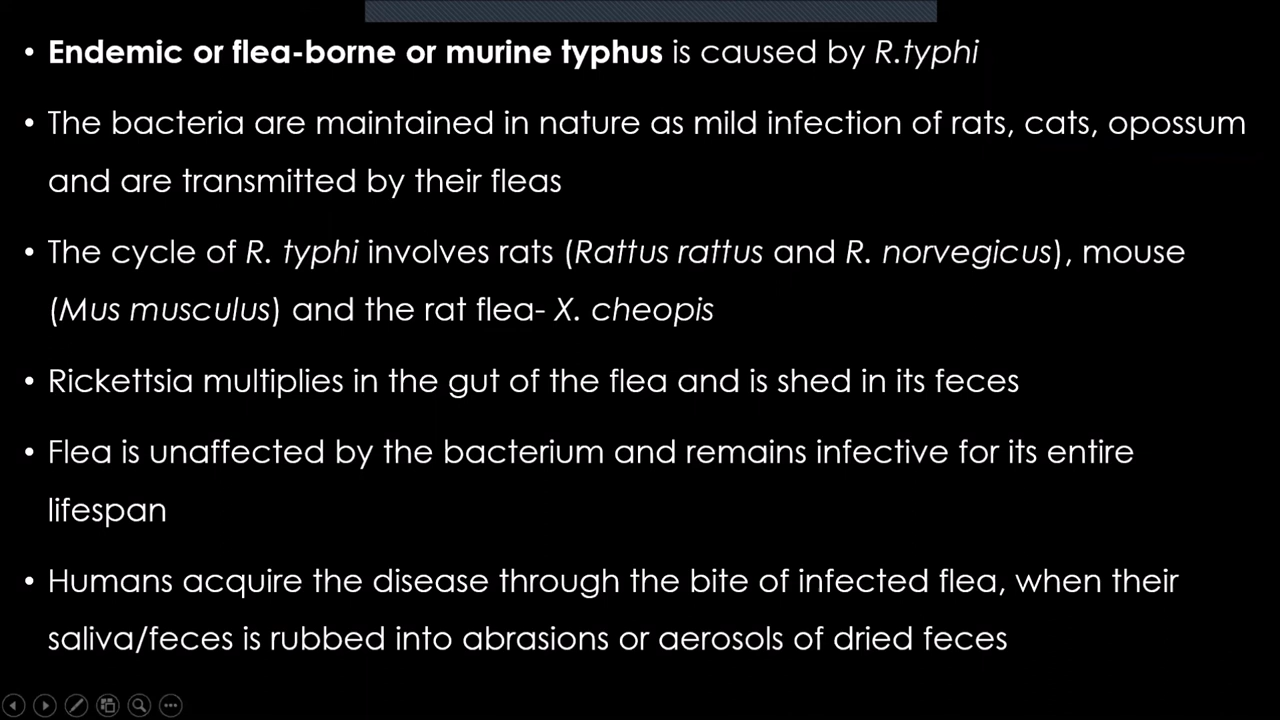 • Endemic or flea-borne or murine typhus is caused by R.typhi
• The bacteria are maintained in nature as mild infection of rats, cats, opossum
and are transmitted by their fleas
• The cycle of R. typhi involves rats (Rattus rattus and R. norvegicus), mouse
(Mus musculus) and the rat flea- X. cheopis
• Rickettsia multiplies in the gut of the flea and is shed in its feces
• Flea is unaffected by the bacterium and remains infective for its entire
lifespan
• Humans acquire the disease through the bite of infected flea, when their
saliva/feces is rubbed into abrasions or aerosols of dried feces